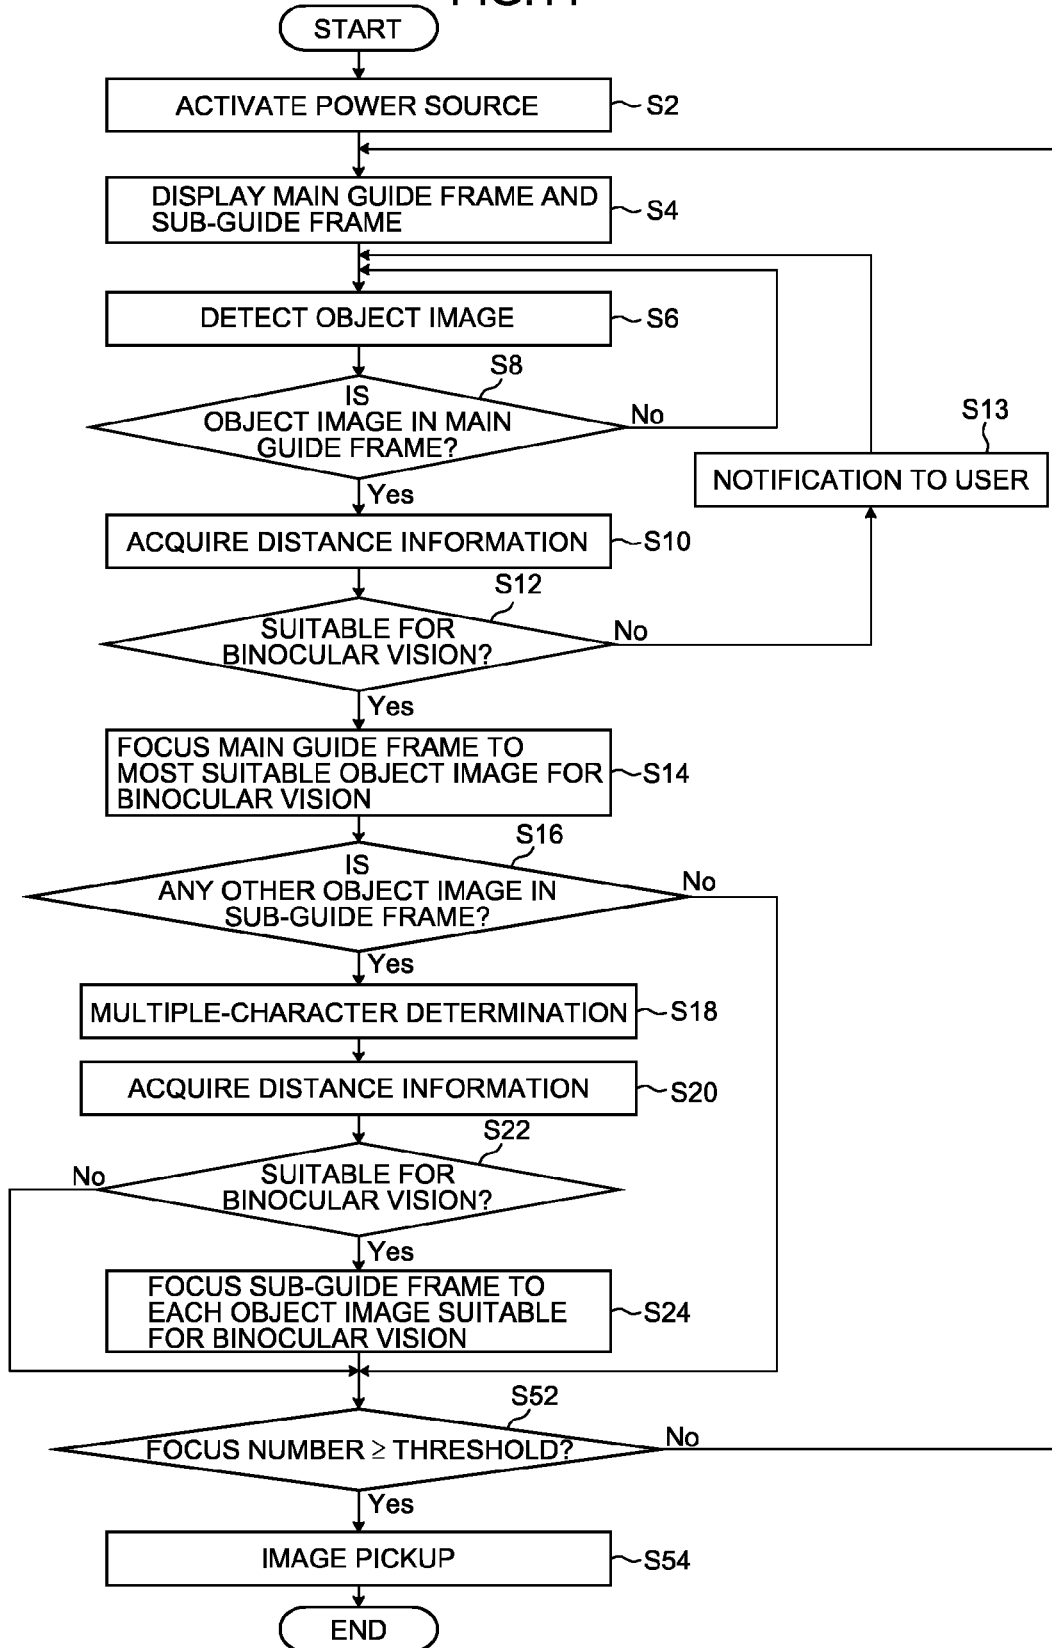 START
ACTIVATE POWER SOURCE
S2
DISPLAY MAIN GUIDE FRAME AND
SUB-GUIDE FRAME
S4
DETECT OBJECT IMAGE
S6
S8
IS
OBJECT IMAGE IN MAIN
GUIDE FRAME?
No
Yes
S13
NOTIFICATION TO USER
ACQUIRE DISTANCE INFORMATION
S10
S12
SUITABLE FOR
BINOCULAR VISION?
No
Yes
FOCUS MAIN GUIDE FRAME TO
MOST SUITABLE OBJECT IMAGE FOR
BINOCULAR VISION
S14
S16
IS
ANY OTHER OBJECT IMAGE IN
SUB-GUIDE FRAME?
No
Yes
MULTIPLE-CHARACTER DETERMINATION
S18
ACQUIRE DISTANCE INFORMATION
S20
S22
No
SUITABLE FOR
BINOCULAR VISION?
Yes
FOCUS SUB-GUIDE FRAME TO
EACH OBJECT IMAGE SUITABLE
FOR BINOCULAR VISION
S24
S52
FOCUS NUMBER ≥ THRESHOLD?
No
Yes
IMAGE PICKUP
S54
END